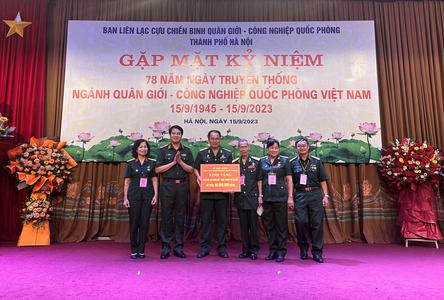 BAN LIÊN LẠC CỰU CHIẾN BINH QUÂN GIỚI - CÔNG NGHIỆP QUỐC PHÒNG
THÀNH PHỐ HÀ NỘI
GẶP MẶT KỶ NIỆM
78 NĂM NGÀY TRUYỀN THỐNG
NGÀNH QUÂN GIỚI - CÔNG NGHIỆP QUỐC PHÒNG VIỆT NAM
15/9/1945 - 15/9/2023
HÀ NỘI, NGÀY 15/9/2023
KÍNH TẶNG